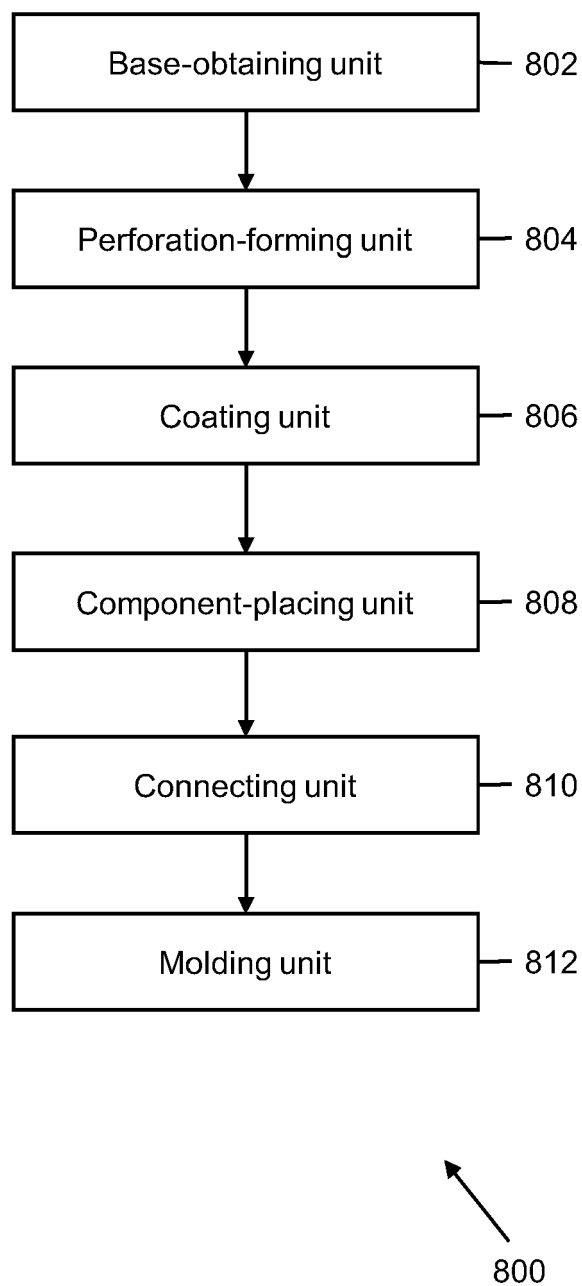 Base-obtaining unit 802
Perforation-forming unit 804
Coating unit 806
Component-placing unit 808
Connecting unit 810
Molding unit 812
800